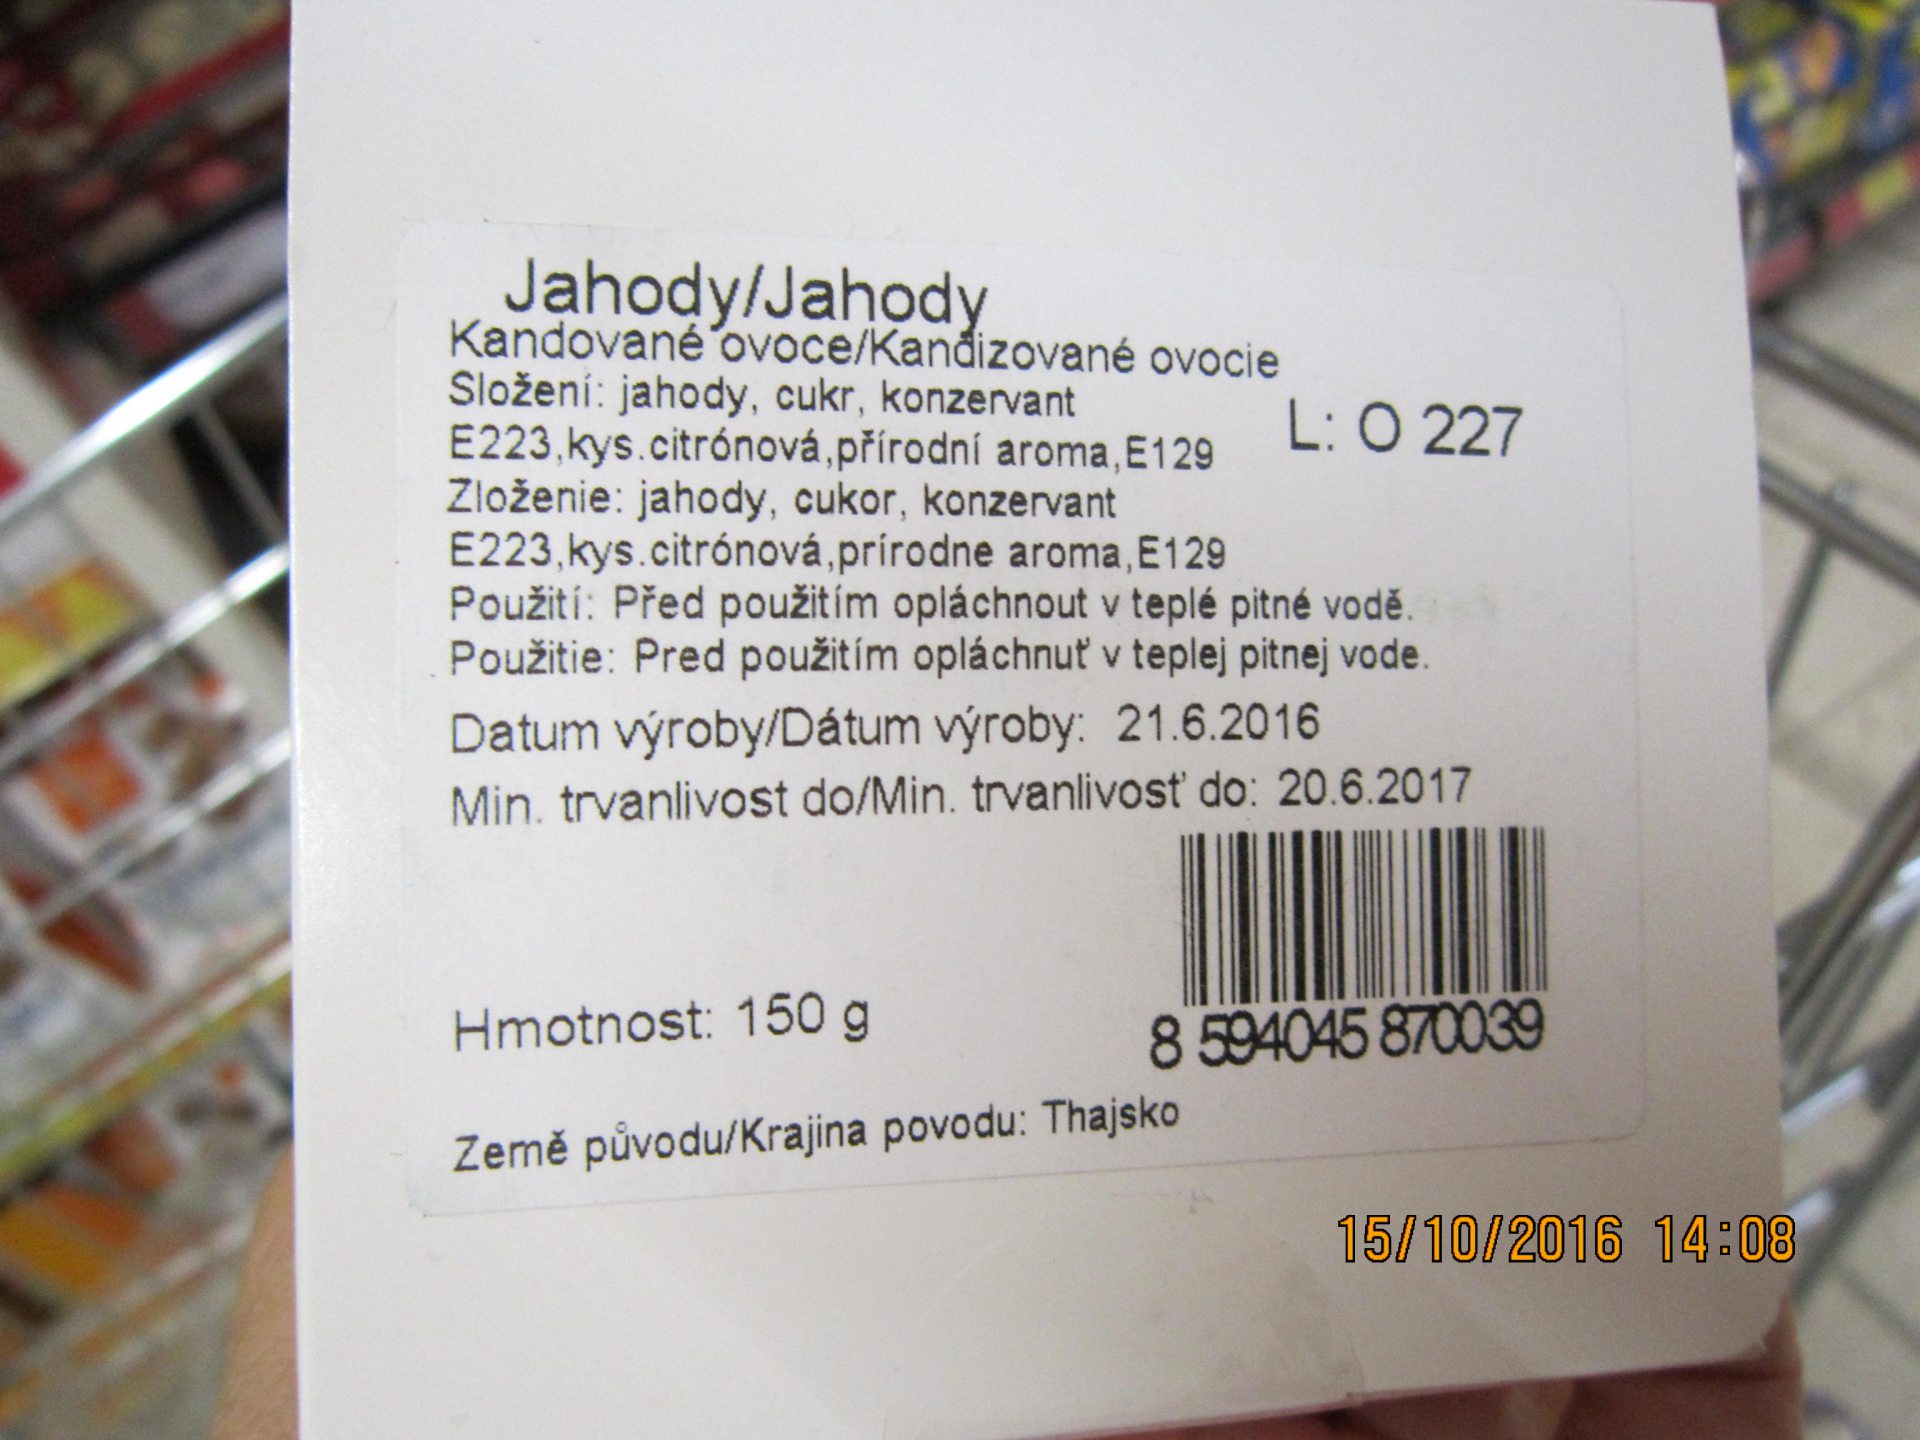 Jahody/Jahody
Kandované ovoce/Kandizované ovocie
Složení: jahody, cukr, konzervant
E223,kys.citrónová,přírodní aroma,E129
L: O 227
Zloženie: jahody, cukor, konzervant
E223,kys.citrónová,prírodne aroma,E129
Použití: Před použitím opláchnout v teplé pitné vodě.
Použitie: Pred použitím opláchnuť v teplej pitnej vode.
Datum výroby/Dátum výroby: 21.6.2016
Min. trvanlivost do/Min. trvanlivosť do: 20.6.2017
8 594045 870039
Hmotnost: 150 g
Země původu/Krajina povodu: Thajsko
15/10/2016 14:08